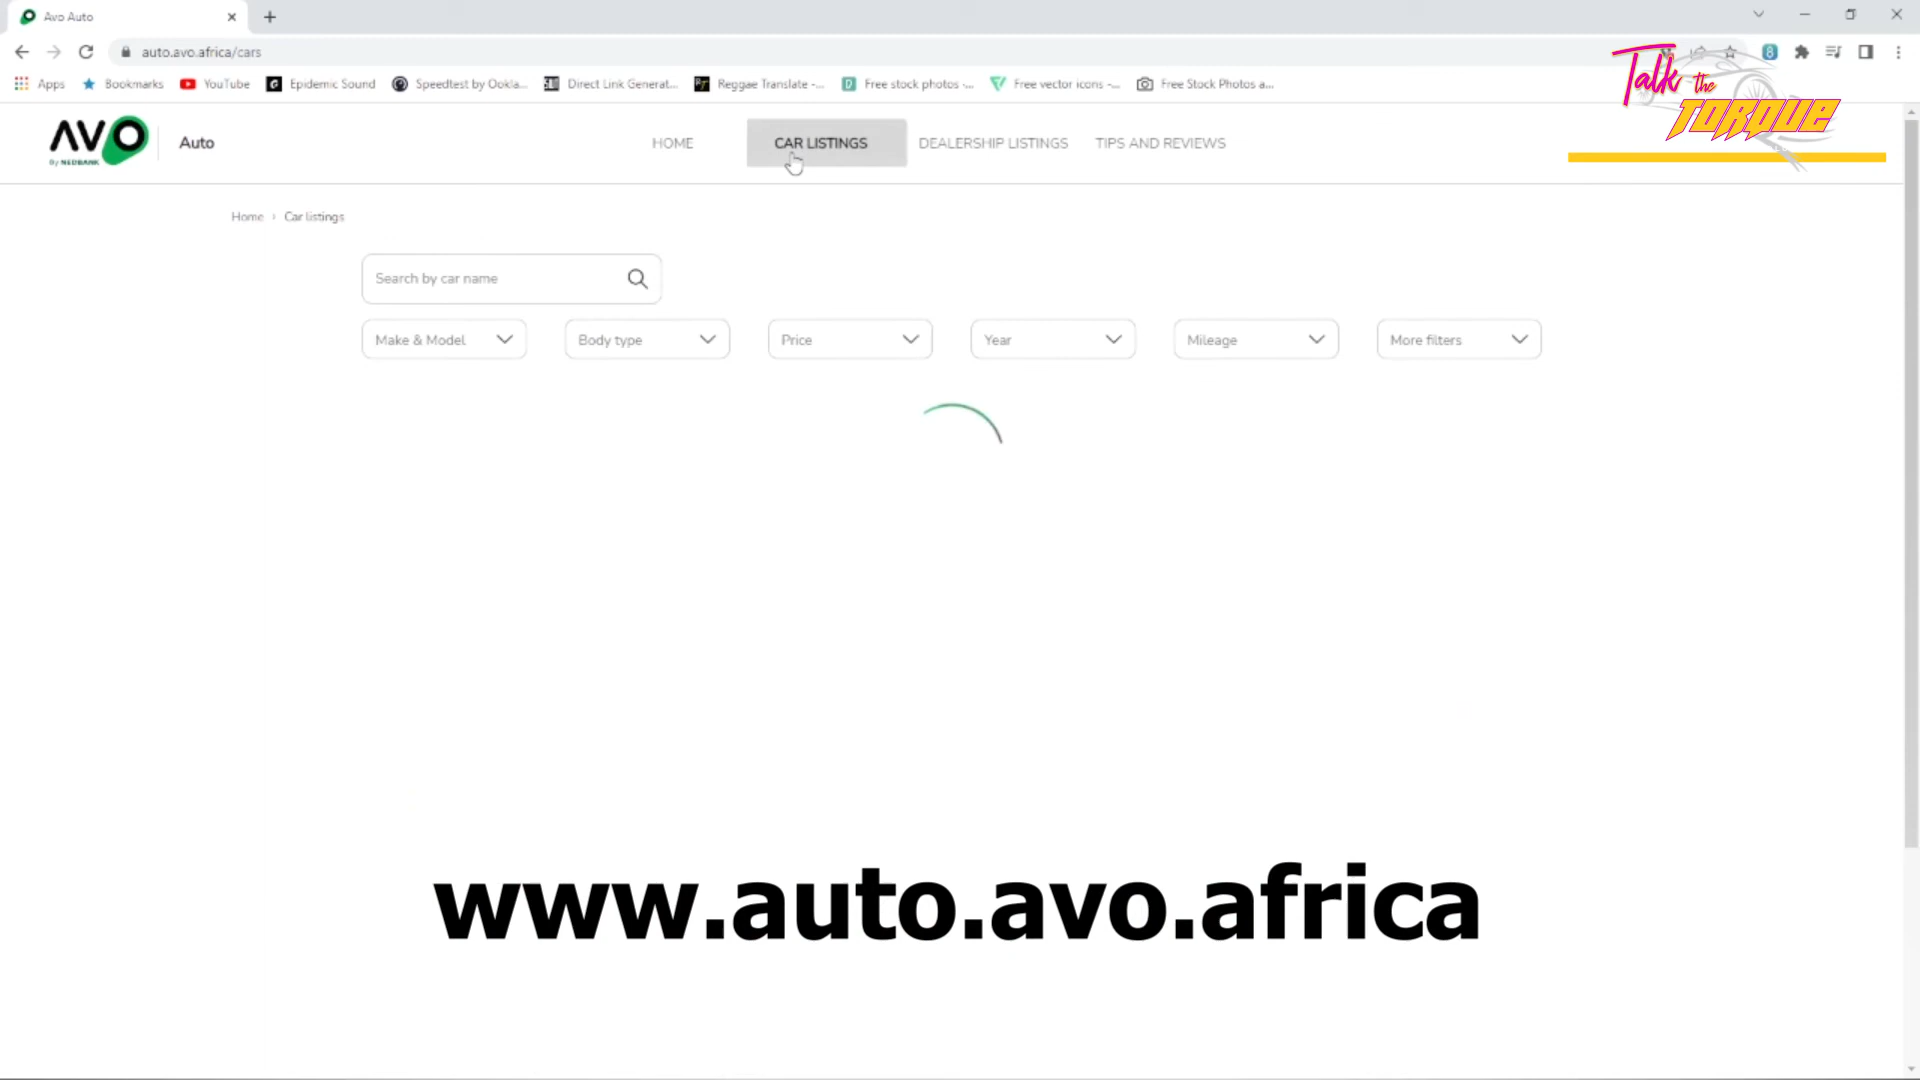 Avo Auto
auto.avo.africa/cars
Apps Bookmarks YouTube Epidemic Sound Speedtest by Ookla... Direct Link Generat... Reggae Translate -... Free stock photos -... Free vector icons -... Free Stock Photos a...
Talk the TORQUE
AVO by NEDBANK Auto
HOME CAR LISTINGS DEALERSHIP LISTINGS TIPS AND REVIEWS
Home › Car listings
Search by car name
Make & Model Body type Price Year Mileage More filters
www.auto.avo.africa